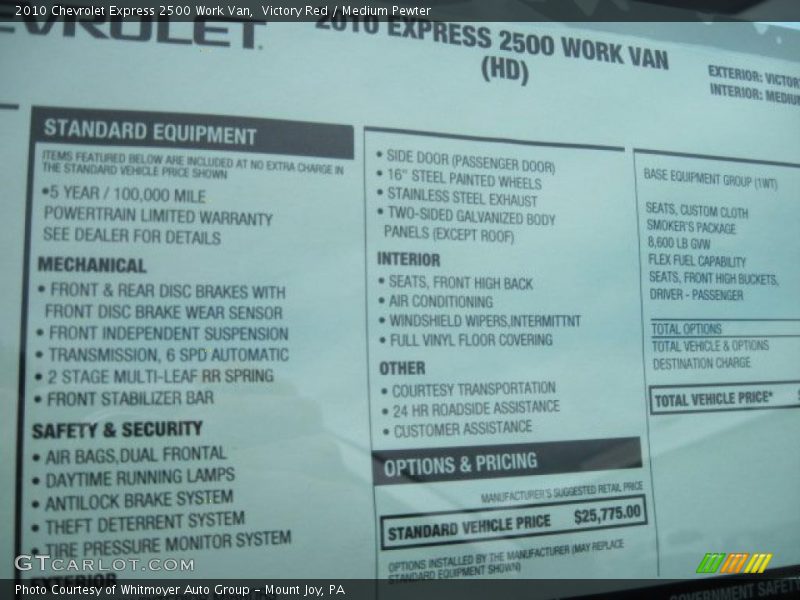 2010 Chevrolet Express 2500 Work Van, Victory Red / Medium Pewter
EVROLET
2010 EXPRESS 2500 WORK VAN
(HD)
EXTERIOR: VICTOR
INTERIOR: MEDIU
STANDARD EQUIPMENT
ITEMS FEATURED BELOW ARE INCLUDED AT NO EXTRA CHARGE IN
THE STANDARD VEHICLE PRICE SHOWN
•5 YEAR / 100,000 MILE
POWERTRAIN LIMITED WARRANTY
SEE DEALER FOR DETAILS
MECHANICAL
• FRONT & REAR DISC BRAKES WITH
FRONT DISC BRAKE WEAR SENSOR
• FRONT INDEPENDENT SUSPENSION
• TRANSMISSION, 6 SPD AUTOMATIC
• 2 STAGE MULTI-LEAF RR SPRING
• FRONT STABILIZER BAR
SAFETY & SECURITY
• AIR BAGS,DUAL FRONTAL
• DAYTIME RUNNING LAMPS
• ANTILOCK BRAKE SYSTEM
• THEFT DETERRENT SYSTEM
• TIRE PRESSURE MONITOR SYSTEM
EXTERIOR
• SIDE DOOR (PASSENGER DOOR)
• 16" STEEL PAINTED WHEELS
• STAINLESS STEEL EXHAUST
• TWO-SIDED GALVANIZED BODY
PANELS (EXCEPT ROOF)
INTERIOR
• SEATS, FRONT HIGH BACK
• AIR CONDITIONING
• WINDSHIELD WIPERS,INTERMITTNT
• FULL VINYL FLOOR COVERING
OTHER
• COURTESY TRANSPORTATION
• 24 HR ROADSIDE ASSISTANCE
• CUSTOMER ASSISTANCE
OPTIONS & PRICING
MANUFACTURER'S SUGGESTED RETAIL PRICE
STANDARD VEHICLE PRICE $25,775.00
OPTIONS INSTALLED BY THE MANUFACTURER (MAY REPLACE
STANDARD EQUIPMENT SHOWN)
BASE EQUIPMENT GROUP (1WT)
SEATS, CUSTOM CLOTH
SMOKER'S PACKAGE
8,600 LB GVW
FLEX FUEL CAPABILITY
SEATS, FRONT HIGH BUCKETS,
DRIVER - PASSENGER
TOTAL OPTIONS
TOTAL VEHICLE & OPTIONS
DESTINATION CHARGE
TOTAL VEHICLE PRICE* $
GOVERNMENT SAFETY
GTCARLOT.COM
Photo Courtesy of Whitmoyer Auto Group - Mount Joy, PA